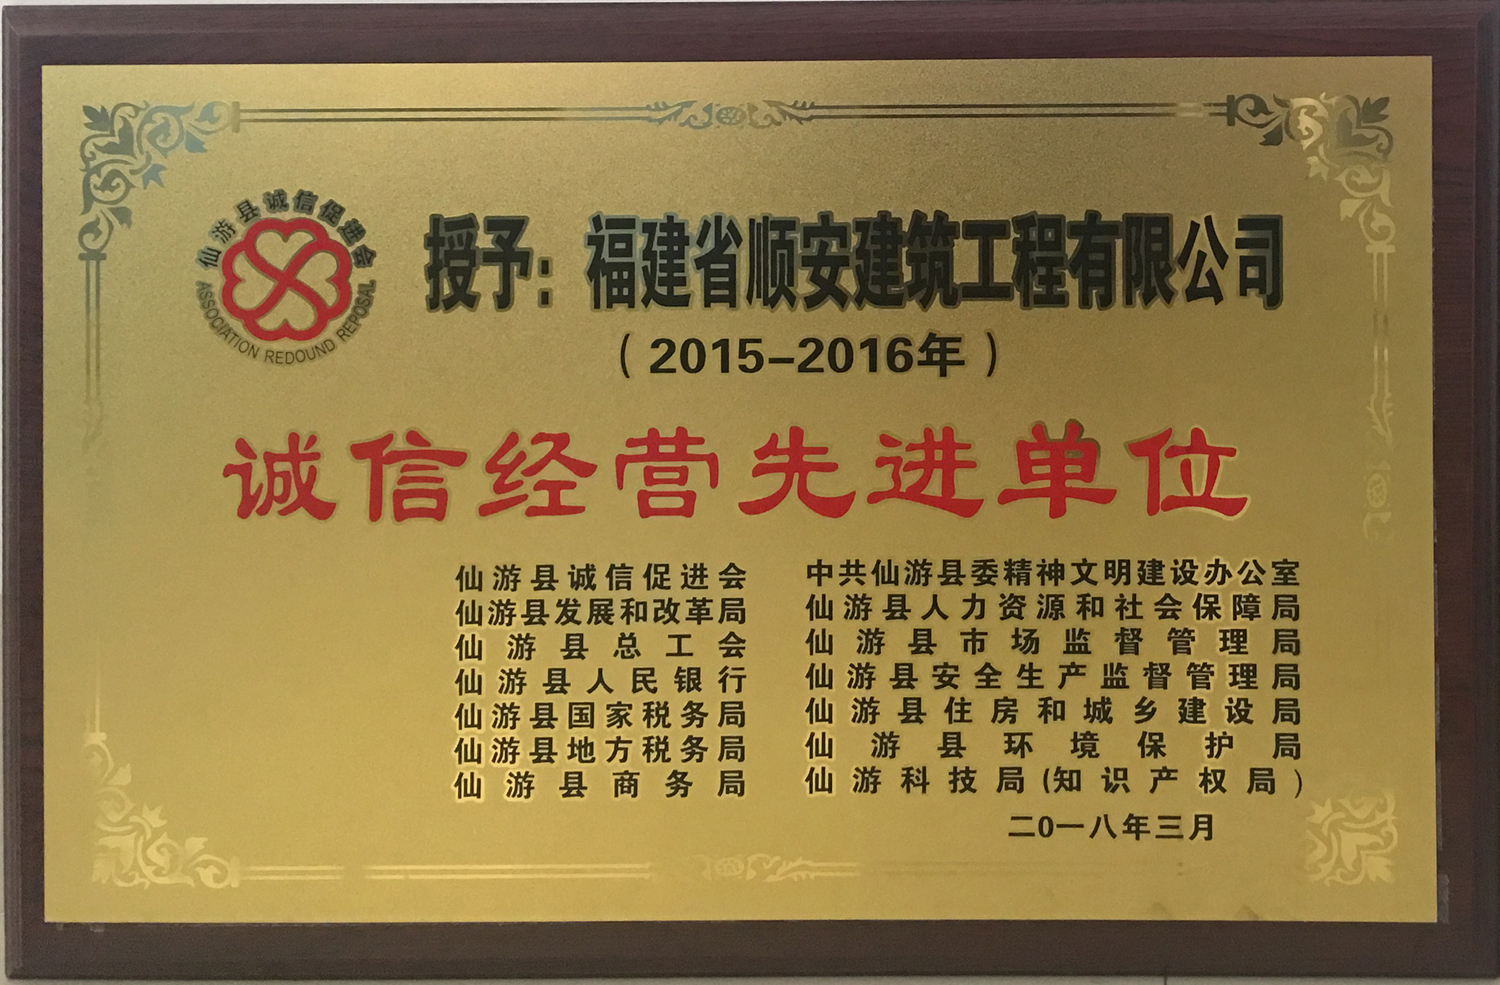 仙游县诚信促进会
ASSOCIATION REDOUND REPOSAL
授予：福建省顺安建筑工程有限公司
（2015-2016年）
诚信经营先进单位
仙游县诚信促进会
仙游县发展和改革局
仙游县总工会
仙游县人民银行
仙游县国家税务局
仙游县地方税务局
仙游县商务局
中共仙游县委精神文明建设办公室
仙游县人力资源和社会保障局
仙游县市场监督管理局
仙游县安全生产监督管理局
仙游县住房和城乡建设局
仙游县环境保护局
仙游科技局(知识产权局)
二0一八年三月